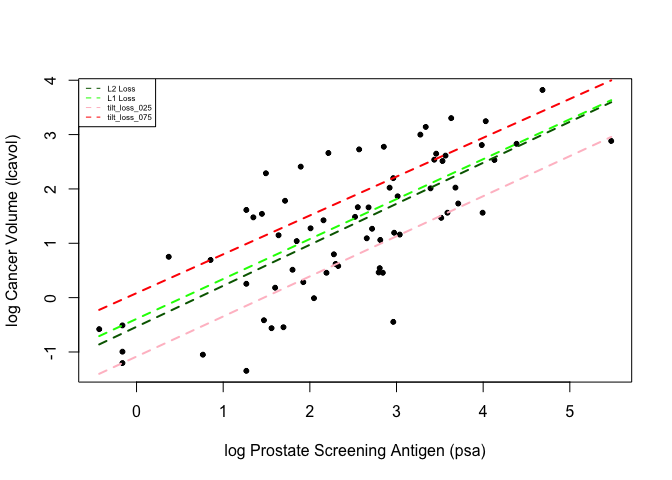 L2 Loss
L1 Loss
tilt_loss_025
tilt_loss_075
4
3
2
1
0
-1
log Cancer Volume (lcavol)
0 1 2 3 4 5
log Prostate Screening Antigen (psa)